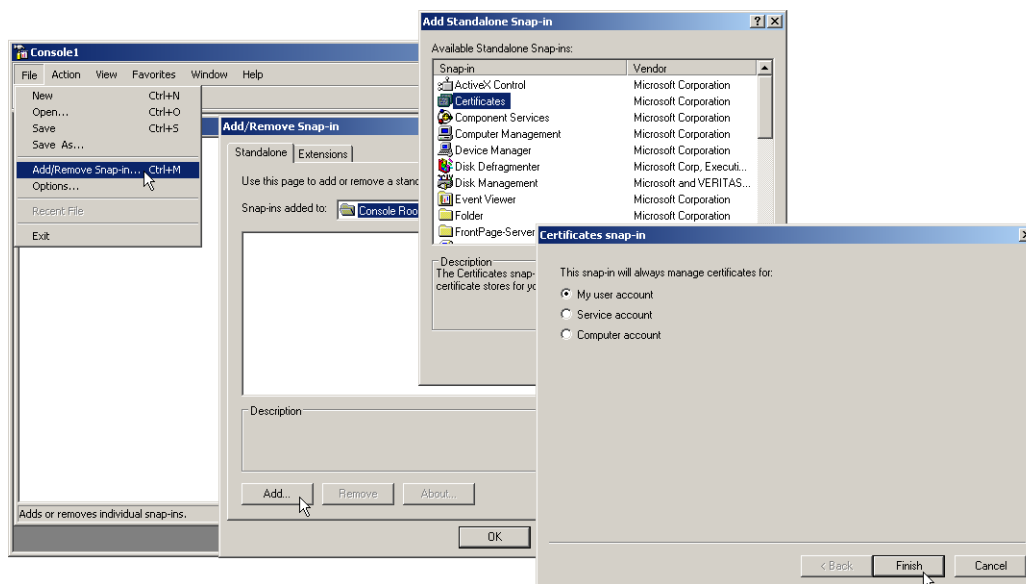 Console1
File Action View Favorites Window Help
New Ctrl+N
Open... Ctrl+O
Save Ctrl+S
Save As...
Add/Remove Snap-in... Ctrl+M
Options...
Recent File
Exit
Adds or removes individual snap-ins.
Add/Remove Snap-in
Standalone Extensions
Use this page to add or remove a stand
Snap-ins added to: Console Roo
Description
Add... Remove About...
OK
Add Standalone Snap-in
Available Standalone Snap-ins:
Snap-in Vendor
ActiveX Control Microsoft Corporation
Certificates Microsoft Corporation
Component Services Microsoft Corporation
Computer Management Microsoft Corporation
Device Manager Microsoft Corporation
Disk Defragmenter Microsoft Corp, Executi...
Disk Management Microsoft and VERITAS...
Event Viewer Microsoft Corporation
Folder Microsoft Corporation
FrontPage-Server
Description
The Certificates snap-
certificate stores for yo
Certificates snap-in
This snap-in will always manage certificates for:
My user account
Service account
Computer account
< Back Finish Cancel